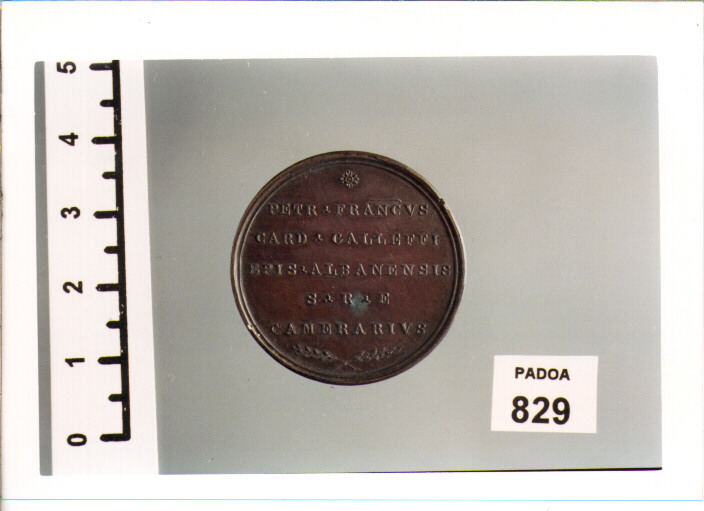 5
4
3
2
1
0
PETR FRANCVS
CARD GALLEFFI
EPIS ALBANENSIS
S R E
CAMERARIVS
PADOA
829